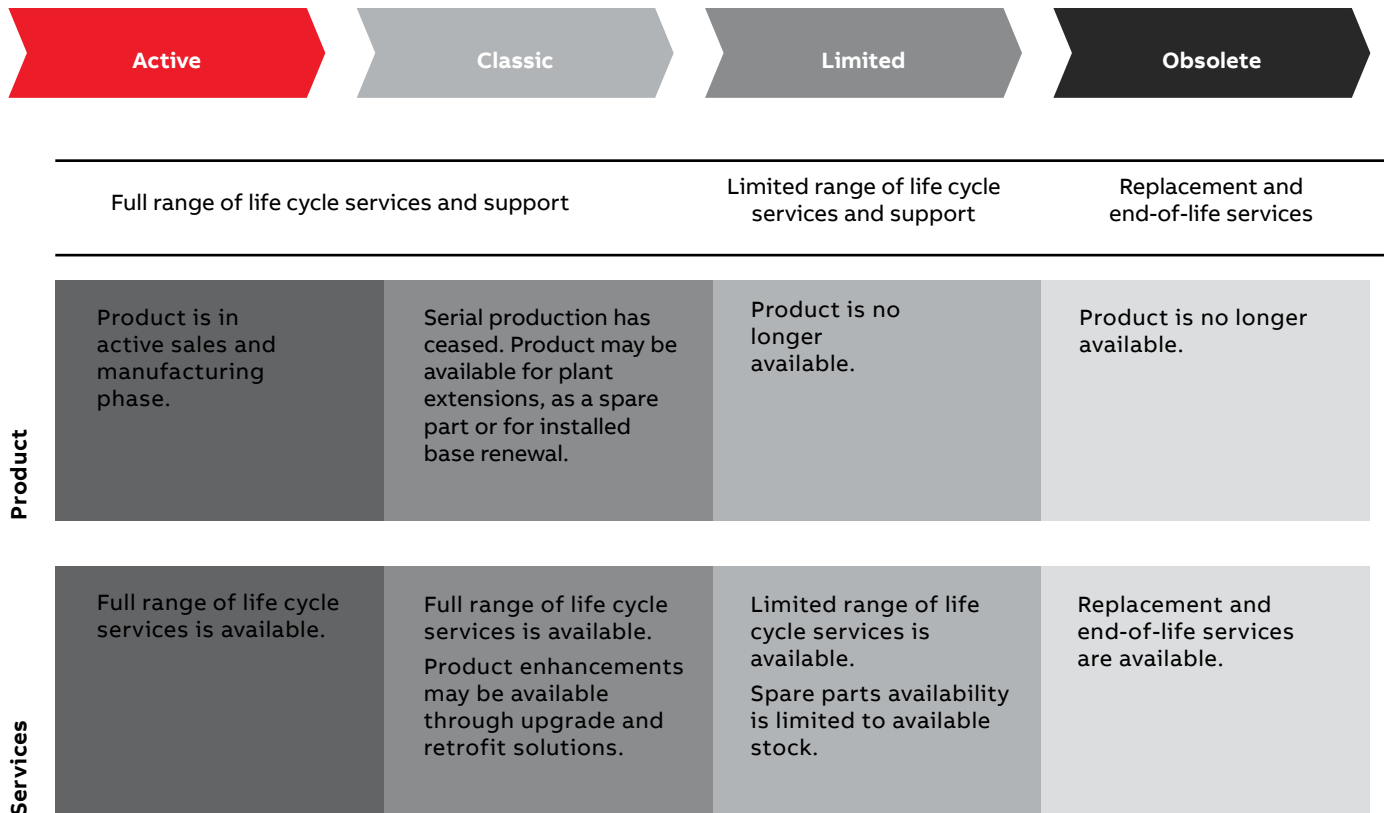 Active
Classic
Limited
Obsolete
Full range of life cycle services and support
Limited range of life cycle
services and support
Replacement and
end-of-life services
Product
Product is in
active sales and
manufacturing
phase.
Serial production has
ceased. Product may be
available for plant
extensions, as a spare
part or for installed
base renewal.
Product is no
longer
available.
Product is no longer
available.
Services
Full range of life cycle
services is available.
Full range of life cycle
services is available.
Product enhancements
may be available
through upgrade and
retrofit solutions.
Limited range of life
cycle services is
available.
Spare parts availability
is limited to available
stock.
Replacement and
end-of-life services
are available.